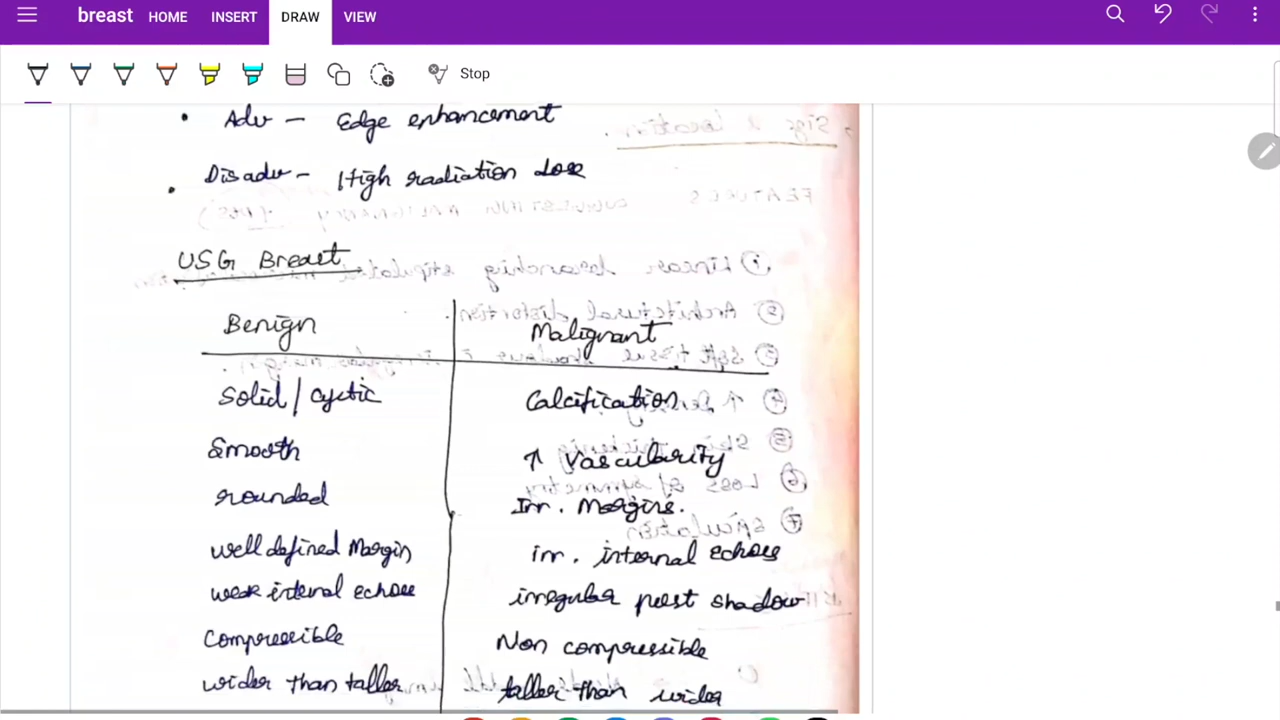 breast HOME INSERT DRAW VIEW
Stop
• Adv — Edge enhancement
• Disadv — High radiation dose
USG Breast
Benign Malignant
Solid / Cyctic Calcification
Smooth ↑ Vascularity
rounded Irr. Margins.
well defined Margin irr. internal echoes
weak internal echoes irregular post shadow
Compressible Non compressible
wider than taller taller than wider